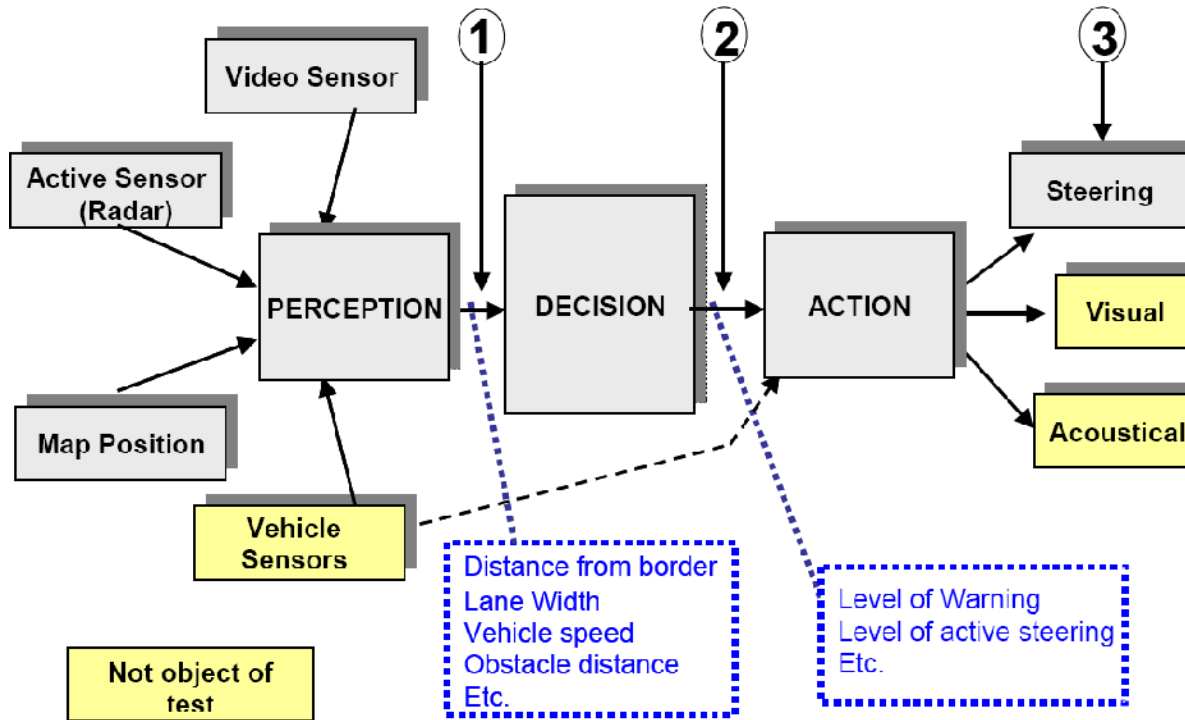 1
2
3
Video Sensor
Active Sensor
(Radar)
Steering
PERCEPTION
DECISION
ACTION
Visual
Map Position
Acoustical
Vehicle
Sensors
Distance from border
Lane Width
Vehicle speed
Obstacle distance
Etc.
Level of Warning
Level of active steering
Etc.
Not object of
test